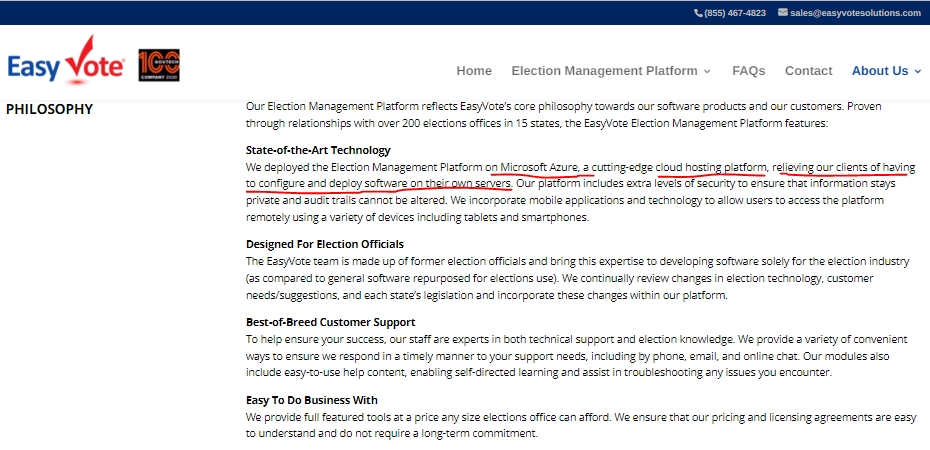 (855) 467-4823 sales@easyvotesolutions.com
Easy Vote
100
GOVTECH
COMPANY 2020
Home Election Management Platform FAQs Contact About Us
PHILOSOPHY
Our Election Management Platform reflects EasyVote's core philosophy towards our software products and our customers. Proven
through relationships with over 200 elections offices in 15 states, the EasyVote Election Management Platform features:
State-of-the-Art Technology
We deployed the Election Management Platform on Microsoft Azure, a cutting-edge cloud hosting platform, relieving our clients of having
to configure and deploy software on their own servers. Our platform includes extra levels of security to ensure that information stays
private and audit trails cannot be altered. We incorporate mobile applications and technology to allow users to access the platform
remotely using a variety of devices including tablets and smartphones.
Designed For Election Officials
The EasyVote team is made up of former election officials and bring this expertise to developing software solely for the election industry
(as compared to general software repurposed for elections use). We continually review changes in election technology, customer
needs/suggestions, and each state's legislation and incorporate these changes within our platform.
Best-of-Breed Customer Support
To help ensure your success, our staff are experts in both technical support and election knowledge. We provide a variety of convenient
ways to ensure we respond in a timely manner to your support needs, including by phone, email, and online chat. Our modules also
include easy-to-use help content, enabling self-directed learning and assist in troubleshooting any issues you encounter.
Easy To Do Business With
We provide full featured tools at a price any size elections office can afford. We ensure that our pricing and licensing agreements are easy
to understand and do not require a long-term commitment.